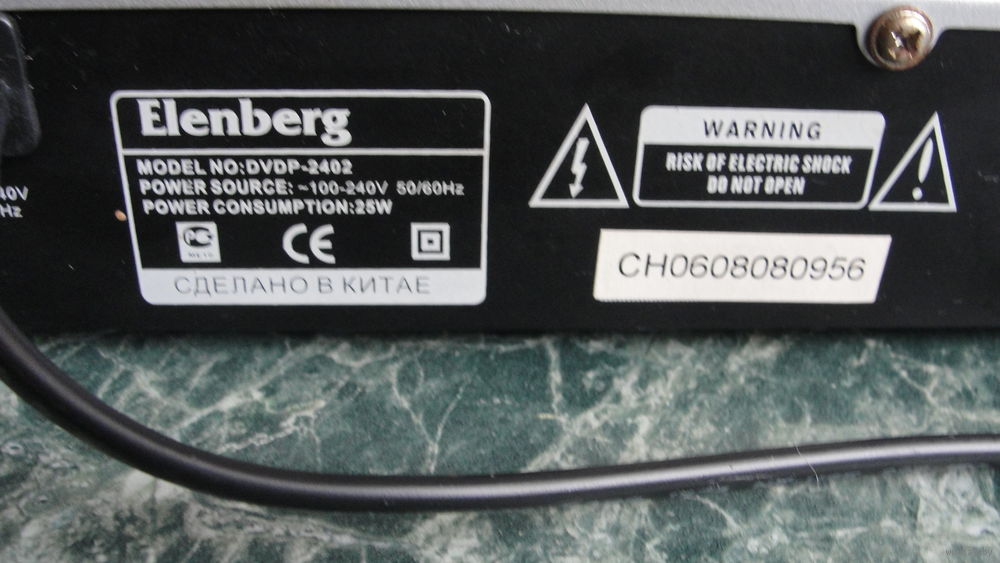 Elenberg
MODEL NO:DVDP-2402
POWER SOURCE: ~100-240V 50/60Hz
POWER CONSUMPTION:25W
CE
СДЕЛАНО В КИТАЕ
WARNING
RISK OF ELECTRIC SHOCK
DO NOT OPEN
CH0608080956